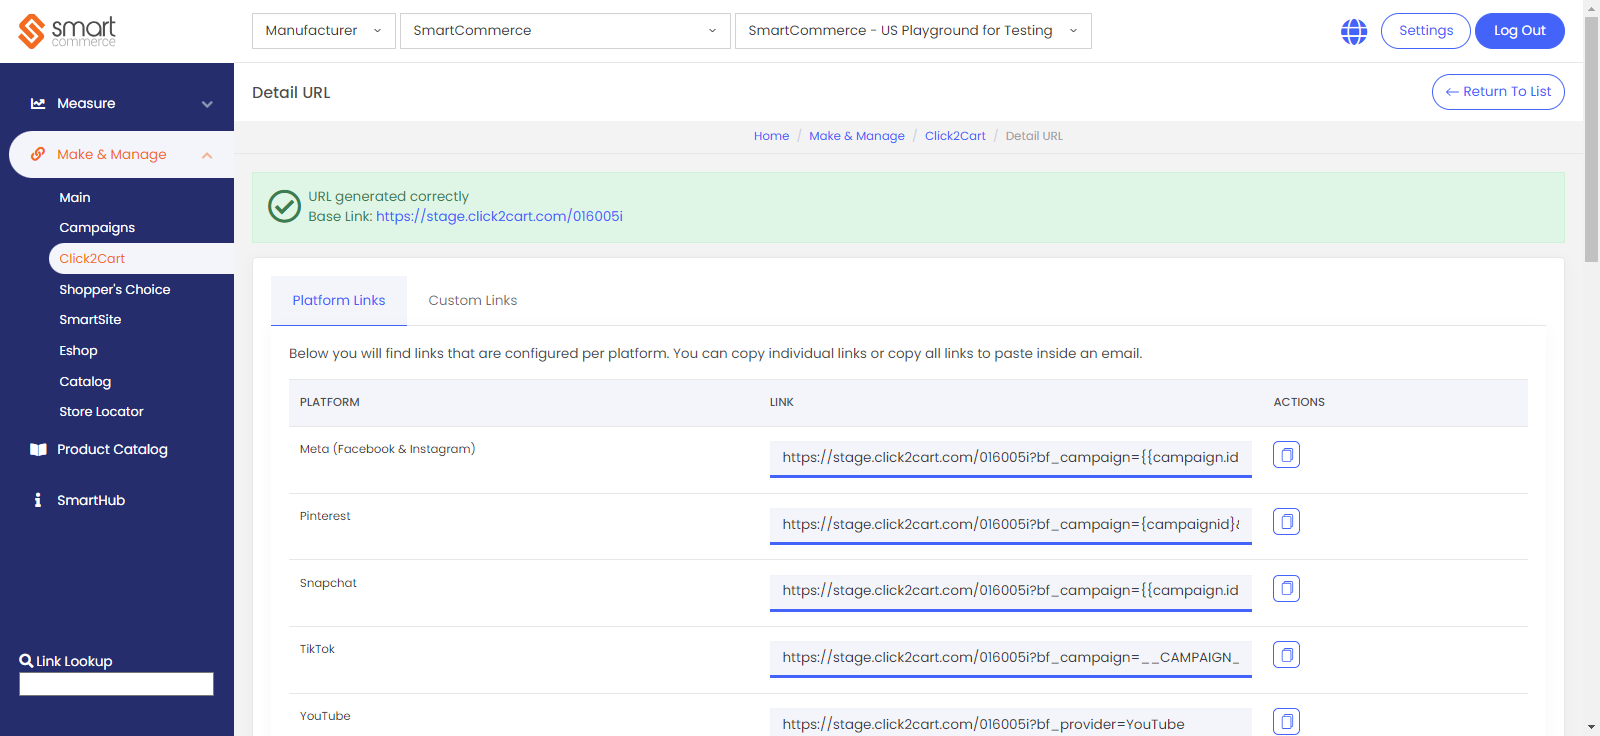 smart
commerce
Manufacturer
SmartCommerce
SmartCommerce - US Playground for Testing
Settings
Log Out
Measure
Make & Manage
Main
Campaigns
Click2Cart
Shopper's Choice
SmartSite
Eshop
Catalog
Store Locator
Product Catalog
SmartHub
Link Lookup
Detail URL
Return To List
Home / Make & Manage / Click2Cart / Detail URL
URL generated correctly
Base Link: https://stage.click2cart.com/016005i
Platform Links
Custom Links
Below you will find links that are configured per platform. You can copy individual links or copy all links to paste inside an email.
PLATFORM LINK ACTIONS
Meta (Facebook & Instagram) https://stage.click2cart.com/016005i?bf_campaign={{campaign.id
Pinterest https://stage.click2cart.com/016005i?bf_campaign={campaignid}&
Snapchat https://stage.click2cart.com/016005i?bf_campaign={{campaign.id
TikTok https://stage.click2cart.com/016005i?bf_campaign=__CAMPAIGN_
YouTube https://stage.click2cart.com/016005i?bf_provider=YouTube